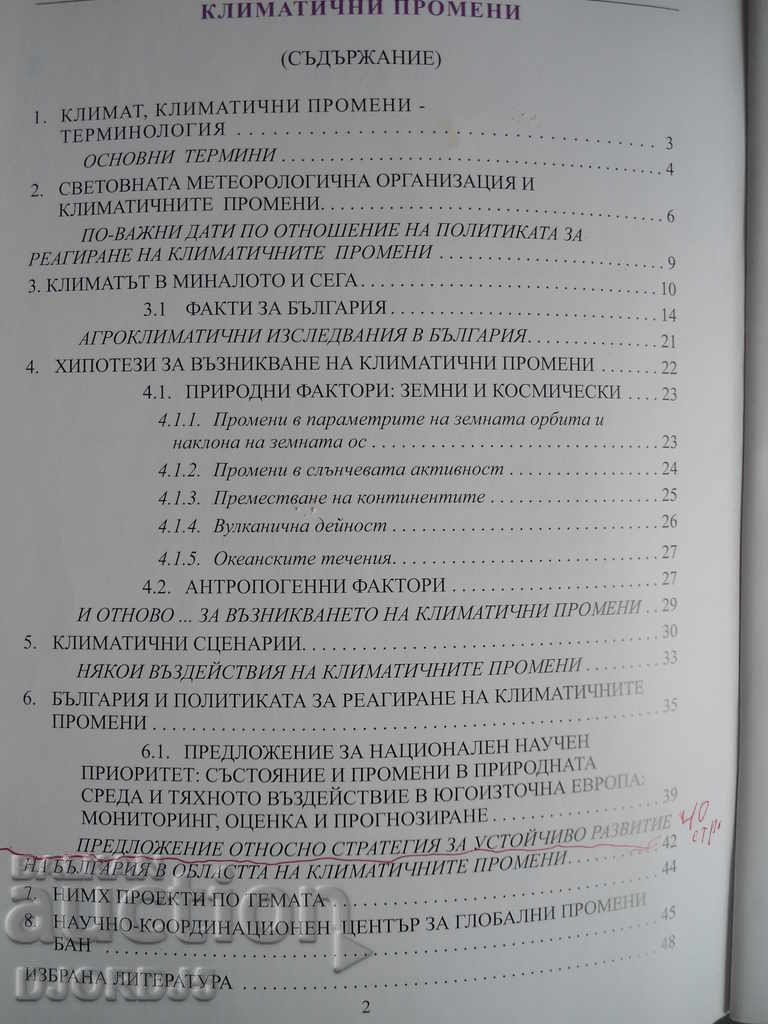 КЛИМАТИЧНИ ПРОМЕНИ
(СЪДЪРЖАНИЕ)
1. КЛИМАТ, КЛИМАТИЧНИ ПРОМЕНИ -
ТЕРМИНОЛОГИЯ 3
ОСНОВНИ ТЕРМИНИ 4
2. СВЕТОВНАТА МЕТЕОРОЛОГИЧНА ОРГАНИЗАЦИЯ И
КЛИМАТИЧНИТЕ ПРОМЕНИ 6
ПО-ВАЖНИ ДАТИ ПО ОТНОШЕНИЕ НА ПОЛИТИКАТА ЗА
РЕАГИРАНЕ НА КЛИМАТИЧНИТЕ ПРОМЕНИ 9
3. КЛИМАТЪТ В МИНАЛОТО И СЕГА 10
3.1 ФАКТИ ЗА БЪЛГАРИЯ 14
АГРОКЛИМАТИЧНИ ИЗСЛЕДВАНИЯ В БЪЛГАРИЯ 21
4. ХИПОТЕЗИ ЗА ВЪЗНИКВАНЕ НА КЛИМАТИЧНИ ПРОМЕНИ 22
4.1. ПРИРОДНИ ФАКТОРИ: ЗЕМНИ И КОСМИЧЕСКИ 23
4.1.1. Промени в параметрите на земната орбита и
наклона на земната ос 23
4.1.2. Промени в слънчевата активност 24
4.1.3. Преместване на континентите 25
4.1.4. Вулканична дейност 26
4.1.5. Океанските течения 27
4.2. АНТРОПОГЕННИ ФАКТОРИ 27
И ОТНОВО ... ЗА ВЪЗНИКВАНЕТО НА КЛИМАТИЧНИ ПРОМЕНИ 29
5. КЛИМАТИЧНИ СЦЕНАРИИ 30
НЯКОИ ВЪЗДЕЙСТВИЯ НА КЛИМАТИЧНИТЕ ПРОМЕНИ 33
6. БЪЛГАРИЯ И ПОЛИТИКАТА ЗА РЕАГИРАНЕ НА КЛИМАТИЧНИТЕ
ПРОМЕНИ 35
6.1. ПРЕДЛОЖЕНИЕ ЗА НАЦИОНАЛЕН НАУЧЕН
ПРИОРИТЕТ: СЪСТОЯНИЕ И ПРОМЕНИ В ПРИРОДНАТА
СРЕДА И ТЯХНОТО ВЪЗДЕЙСТВИЕ В ЮГОИЗТОЧНА ЕВРОПА:
МОНИТОРИНГ, ОЦЕНКА И ПРОГНОЗИРАНЕ 39
40 стр.
ПРЕДЛОЖЕНИЕ ОТНОСНО СТРАТЕГИЯ ЗА УСТОЙЧИВО РАЗВИТИЕ
НА БЪЛГАРИЯ В ОБЛАСТТА НА КЛИМАТИЧНИТЕ ПРОМЕНИ 42
7. НИМХ ПРОЕКТИ ПО ТЕМАТА 44
8. НАУЧНО-КООРДИНАЦИОНЕН ЦЕНТЪР ЗА ГЛОБАЛНИ ПРОМЕНИ
БАН 45
ИЗБРАНА ЛИТЕРАТУРА 48
2
auction
DJOKB55